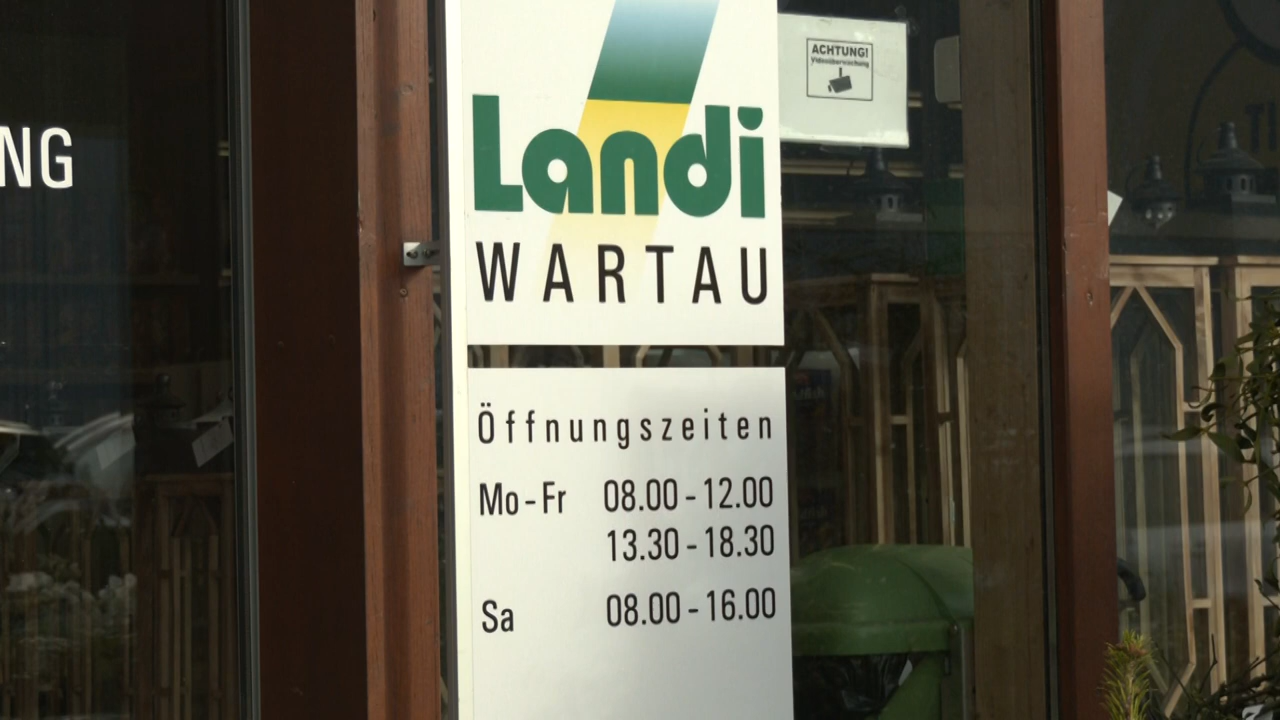 NG
ACHTUNG!
Videoüberwachung
Landi
WARTAU
Öffnungszeiten
Mo - Fr 08.00 - 12.00
13.30 - 18.30
Sa 08.00 - 16.00